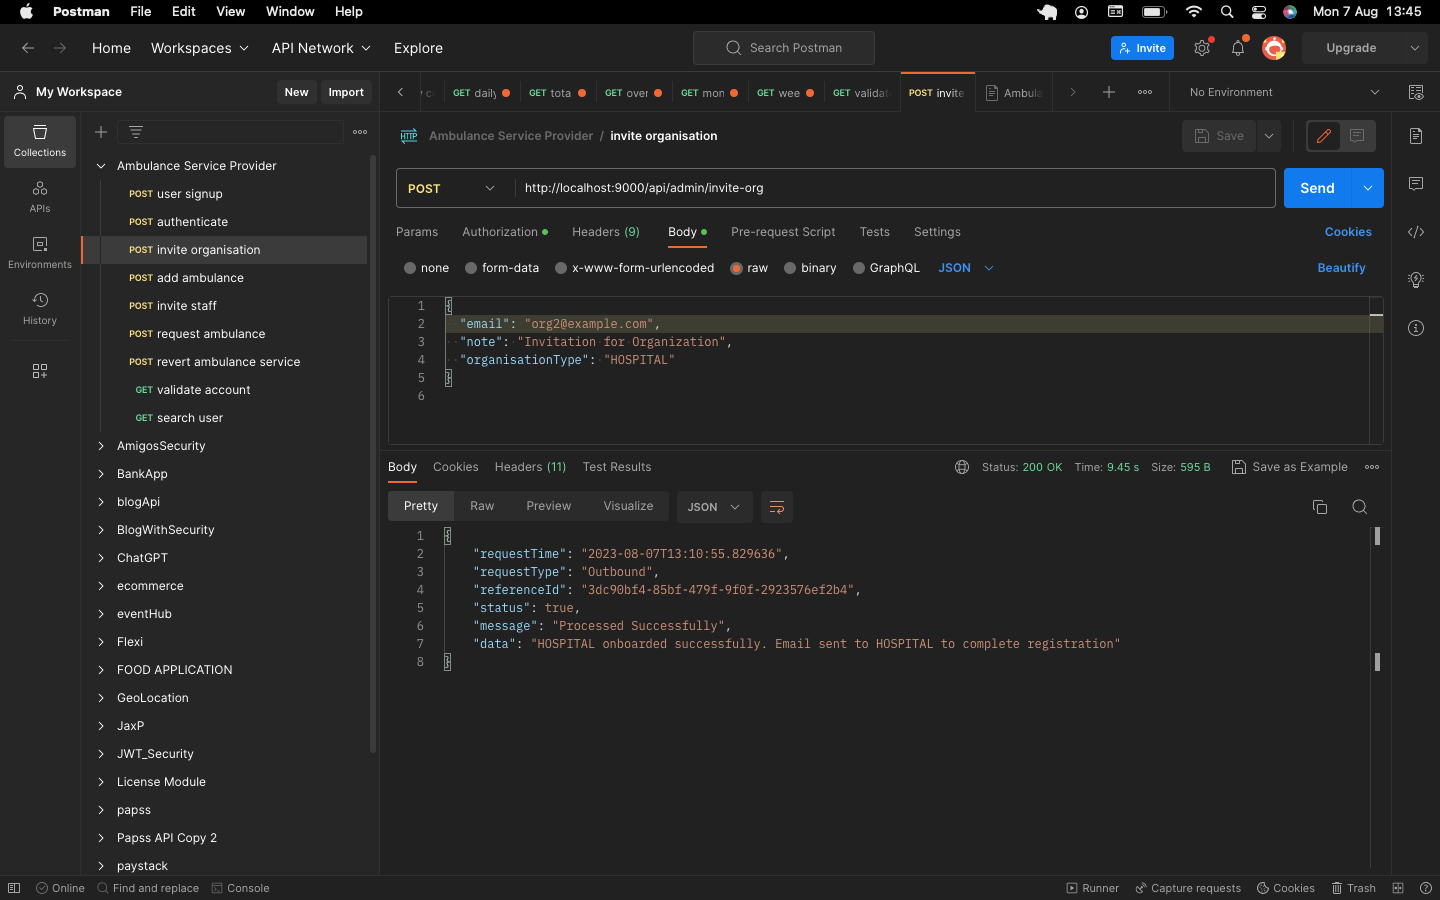 Postman File Edit View Window Help Mon 7 Aug 13:45
Home Workspaces API Network Explore Search Postman Invite Upgrade
My Workspace New Import GET daily GET tota GET over GET mon GET wee GET validat POST invite Ambula No Environment
Collections
APIs
Environments
History
Ambulance Service Provider
POST user signup
POST authenticate
POST invite organisation
POST add ambulance
POST invite staff
POST request ambulance
POST revert ambulance service
GET validate account
GET search user
AmigosSecurity
BankApp
blogApi
BlogWithSecurity
ChatGPT
ecommerce
eventHub
Flexi
FOOD APPLICATION
GeoLocation
JaxP
JWT_Security
License Module
papss
Papss API Copy 2
paystack
HTTP Ambulance Service Provider / invite organisation Save
POST http://localhost:9000/api/admin/invite-org Send
Params Authorization Headers (9) Body Pre-request Script Tests Settings Cookies
none form-data x-www-form-urlencoded raw binary GraphQL JSON Beautify
1 {
2 "email": "org2@example.com",
3 "note": "Invitation for Organization",
4 "organisationType": "HOSPITAL"
5 }
6
Body Cookies Headers (11) Test Results Status: 200 OK Time: 9.45 s Size: 595 B Save as Example
Pretty Raw Preview Visualize JSON
1 {
2 "requestTime": "2023-08-07T13:10:55.829636",
3 "requestType": "Outbound",
4 "referenceId": "3dc90bf4-85bf-479f-9f0f-2923576ef2b4",
5 "status": true,
6 "message": "Processed Successfully",
7 "data": "HOSPITAL onboarded successfully. Email sent to HOSPITAL to complete registration"
8 }
Online Find and replace Console Runner Capture requests Cookies Trash